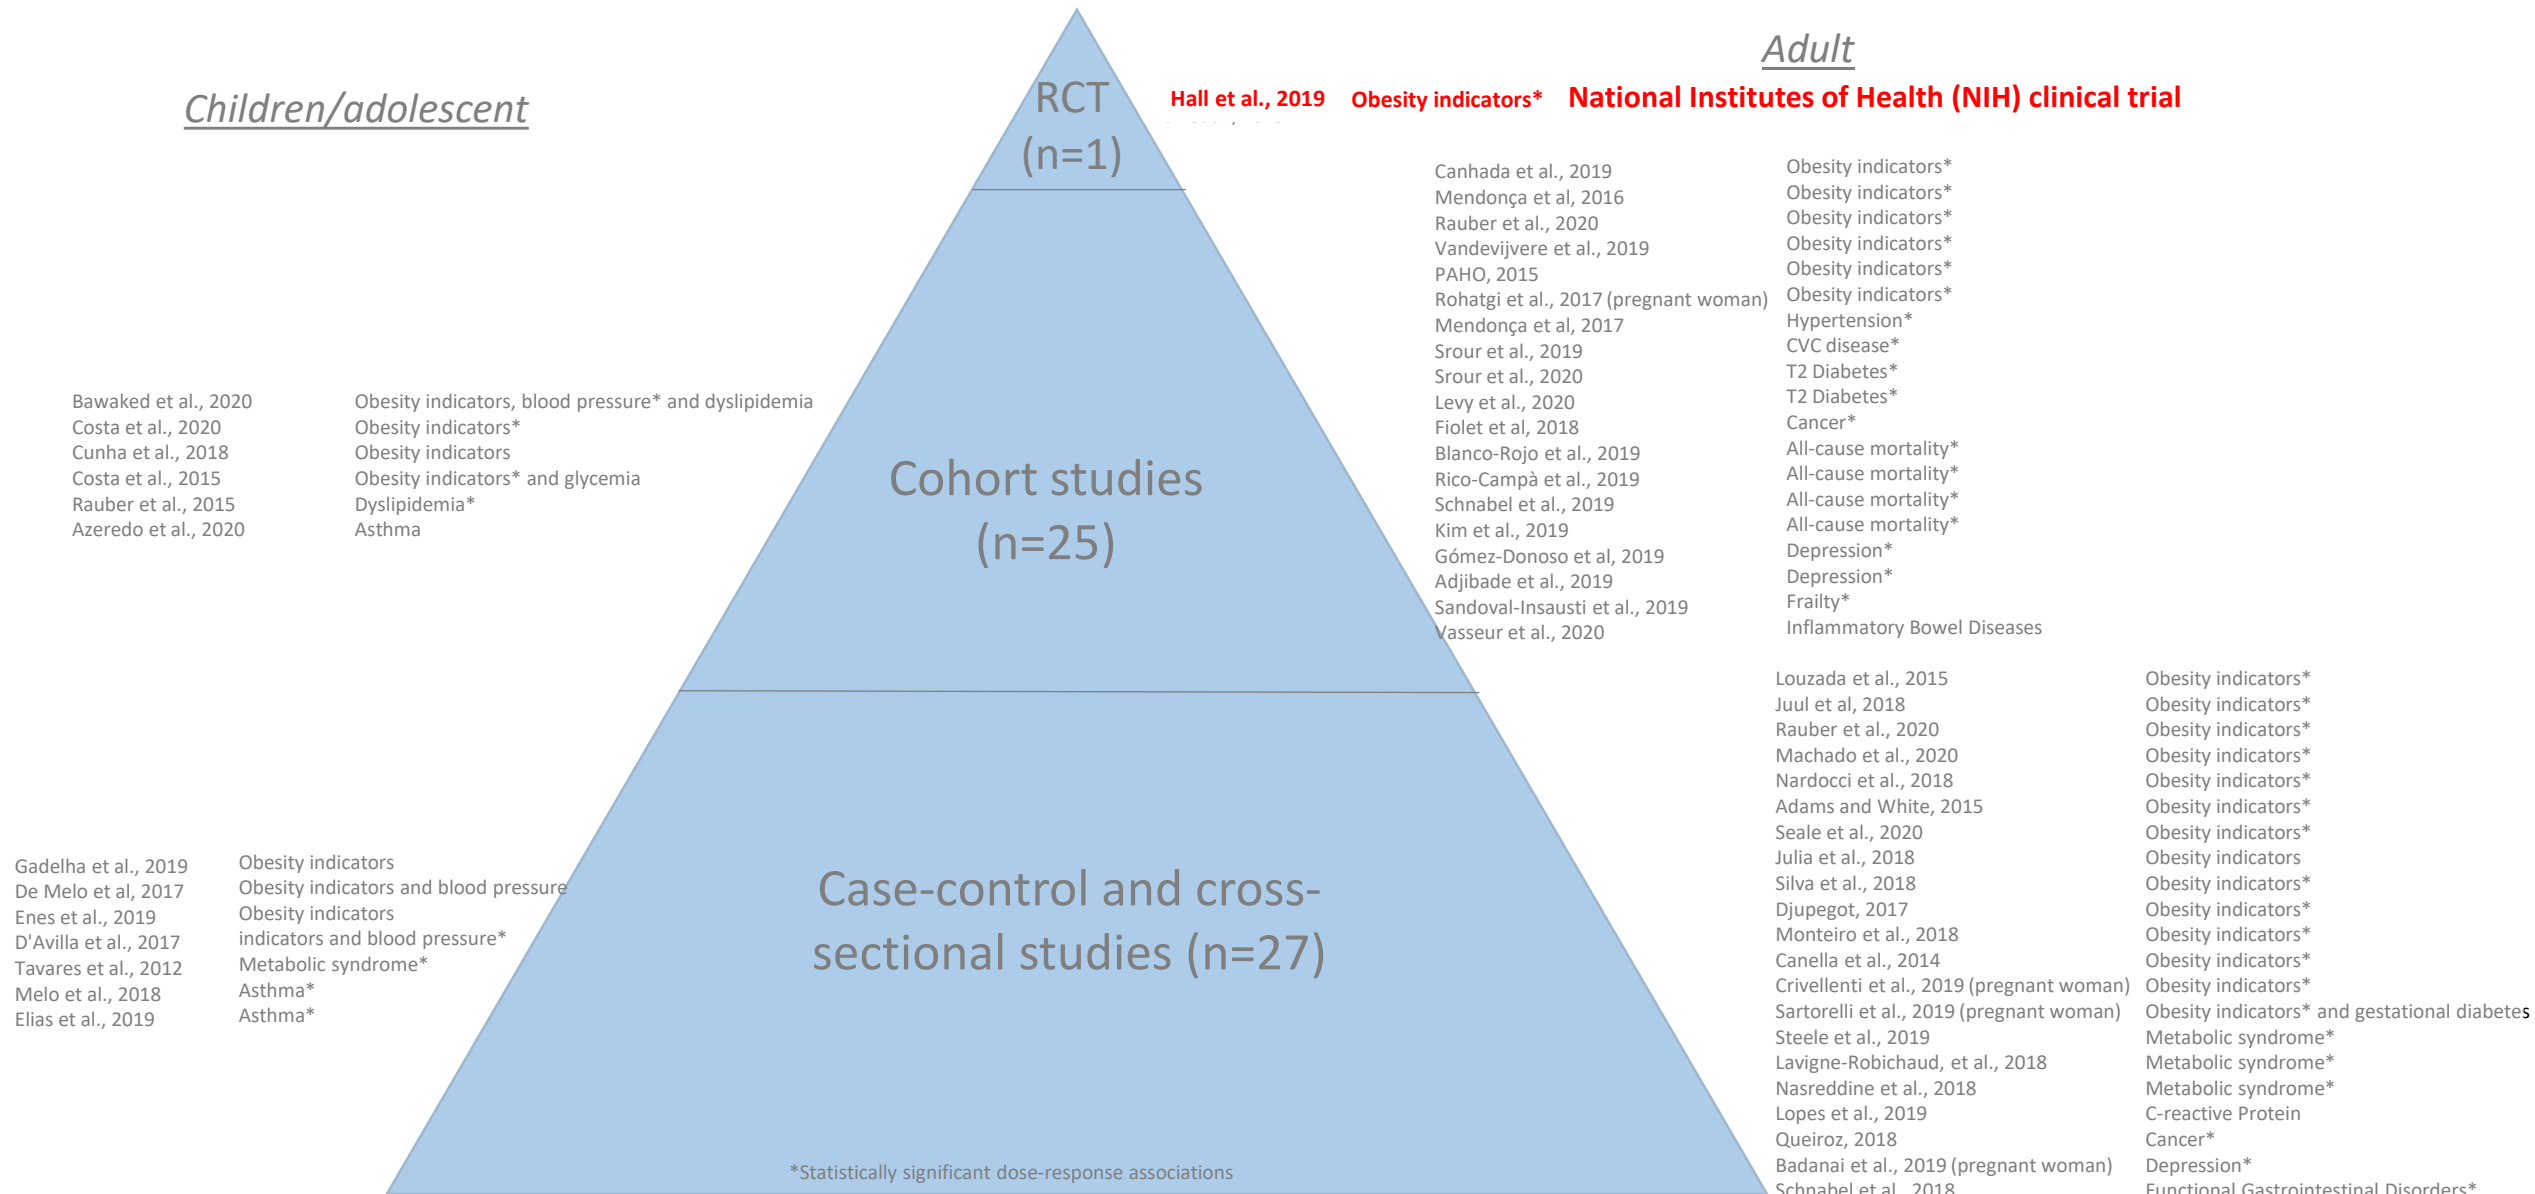 Children/adolescent
Adult
RCT
(n=1)
Hall et al., 2019 Obesity indicators* National Institutes of Health (NIH) clinical trial
Canhada et al., 2019 Obesity indicators*
Mendonça et al, 2016 Obesity indicators*
Rauber et al., 2020 Obesity indicators*
Vandevijvere et al., 2019 Obesity indicators*
PAHO, 2015 Obesity indicators*
Rohatgi et al., 2017 (pregnant woman) Obesity indicators*
Mendonça et al, 2017 Hypertension*
Srour et al., 2019 CVC disease*
Srour et al., 2020 T2 Diabetes*
Levy et al., 2020 T2 Diabetes*
Fiolet et al, 2018 Cancer*
Blanco-Rojo et al., 2019 All-cause mortality*
Rico-Campà et al., 2019 All-cause mortality*
Schnabel et al., 2019 All-cause mortality*
Kim et al., 2019 All-cause mortality*
Gómez-Donoso et al, 2019 Depression*
Adjibade et al., 2019 Depression*
Sandoval-Insausti et al., 2019 Frailty*
Vasseur et al., 2020 Inflammatory Bowel Diseases
Bawaked et al., 2020 Obesity indicators, blood pressure* and dyslipidemia
Costa et al., 2020 Obesity indicators*
Cunha et al., 2018 Obesity indicators
Costa et al., 2015 Obesity indicators* and glycemia
Rauber et al., 2015 Dyslipidemia*
Azeredo et al., 2020 Asthma
Cohort studies
(n=25)
Louzada et al., 2015 Obesity indicators*
Juul et al, 2018 Obesity indicators*
Rauber et al., 2020 Obesity indicators*
Machado et al., 2020 Obesity indicators*
Nardocci et al., 2018 Obesity indicators*
Adams and White, 2015 Obesity indicators*
Seale et al., 2020 Obesity indicators*
Julia et al., 2018 Obesity indicators
Silva et al., 2018 Obesity indicators*
Djupegot, 2017 Obesity indicators*
Monteiro et al., 2018 Obesity indicators*
Canella et al., 2014 Obesity indicators*
Crivellenti et al., 2019 (pregnant woman) Obesity indicators*
Sartorelli et al., 2019 (pregnant woman) Obesity indicators* and gestational diabetes
Steele et al., 2019 Metabolic syndrome*
Lavigne-Robichaud, et al., 2018 Metabolic syndrome*
Nasreddine et al., 2018 Metabolic syndrome*
Lopes et al., 2019 C-reactive Protein
Queiroz, 2018 Cancer*
Badanai et al., 2019 (pregnant woman) Depression*
Schnabel et al., 2018 Functional Gastrointestinal Disorders*
Gadelha et al., 2019 Obesity indicators
De Melo et al, 2017 Obesity indicators and blood pressure
Enes et al., 2019 Obesity indicators
D'Avilla et al., 2017 indicators and blood pressure*
Tavares et al., 2012 Metabolic syndrome*
Melo et al., 2018 Asthma*
Elias et al., 2019 Asthma*
Case-control and cross-
sectional studies (n=27)
*Statistically significant dose-response associations